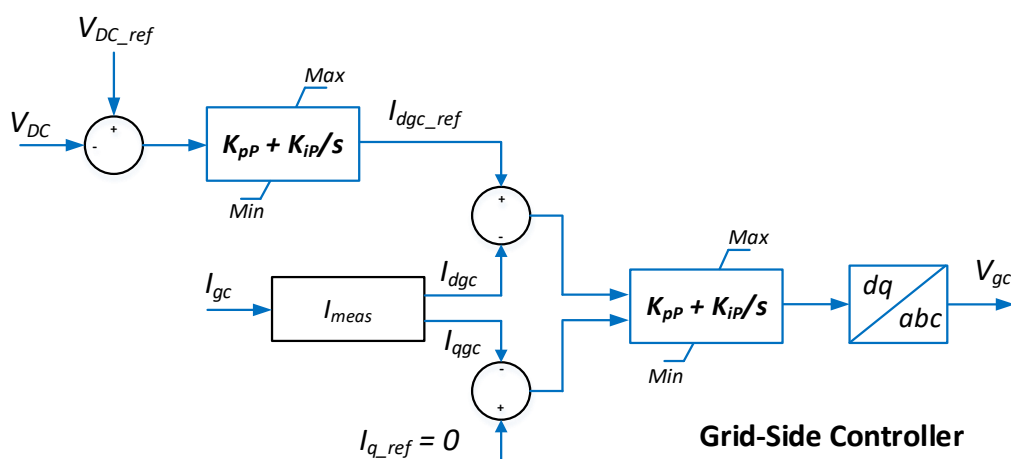 V_DC_ref
Max
V_DC
+
-
K_pP + K_iP/s
I_dgc_ref
Min
+
-
I_gc
I_meas
I_dgc
I_qgc
Max
K_pP + K_iP/s
Min
dq
abc
V_gc
-
+
I_q_ref = 0
Grid-Side Controller